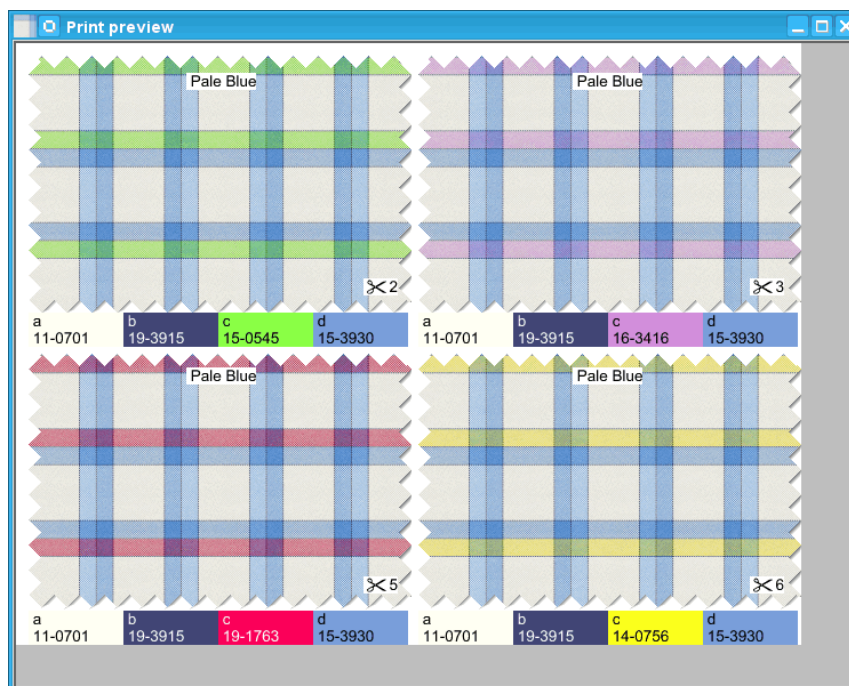 Print preview
Pale Blue
Pale Blue
2
3
a b c d
11-0701 19-3915 15-0545 15-3930
a b c d
11-0701 19-3915 16-3416 15-3930
Pale Blue
Pale Blue
5
6
a b c d
11-0701 19-3915 19-1763 15-3930
a b c d
11-0701 19-3915 14-0756 15-3930